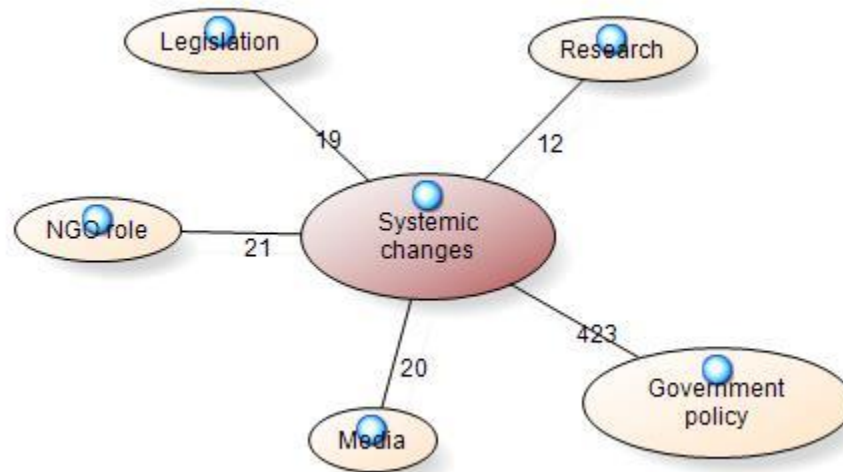 Legislation
Research
19
12
NGO role
21
Systemic
changes
423
20
Government
policy
Media